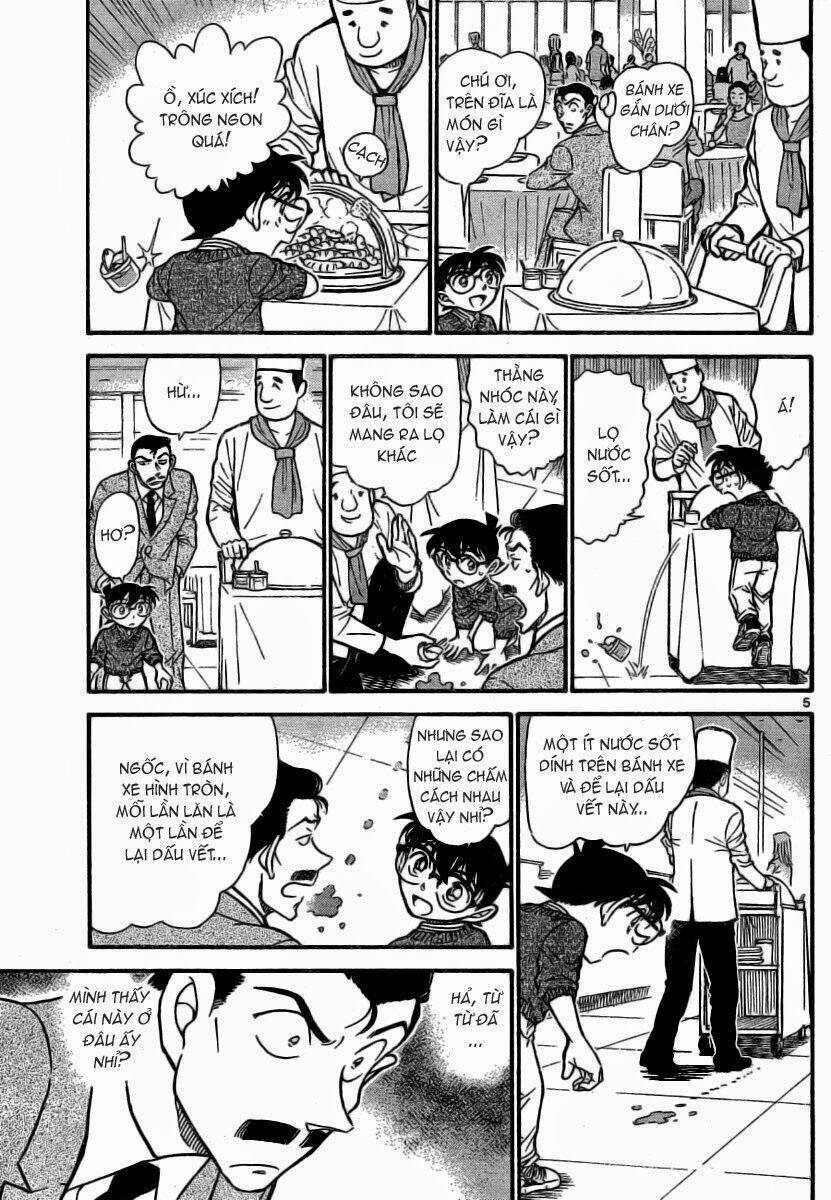 BÁNH XE
GẮN DƯỚI
CHÂN?
CHÚ ƠI,
TRÊN ĐĨA LÀ
MÓN GÌ
VẬY?
Ồ, XÚC XÍCH!
TRÔNG NGON
QUÁ!
CẠCH
Á!
LỌ
NƯỚC
SỐT...
THẰNG
NHÓC NÀY,
LÀM CÁI GÌ
VẬY?
KHÔNG SAO
ĐÂU, TÔI SẼ
MANG RA LỌ
KHÁC
HỪ...
HƠ?
5
MỘT ÍT NƯỚC SỐT
DÍNH TRÊN BÁNH XE
VÀ ĐỂ LẠI DẤU
VẾT NÀY...
NHƯNG SAO
LẠI CÓ
NHỮNG CHẤM
CÁCH NHAU
VẬY NHỈ?
NGỐC, VÌ BÁNH
XE HÌNH TRÒN,
MỖI LẦN LĂN LÀ
MỘT LẦN ĐỂ
LẠI DẤU VẾT...
HẢ, TỪ
TỪ ĐÃ
...
MÌNH THẤY
CÁI NÀY Ở
ĐÂU ẤY
NHỈ?